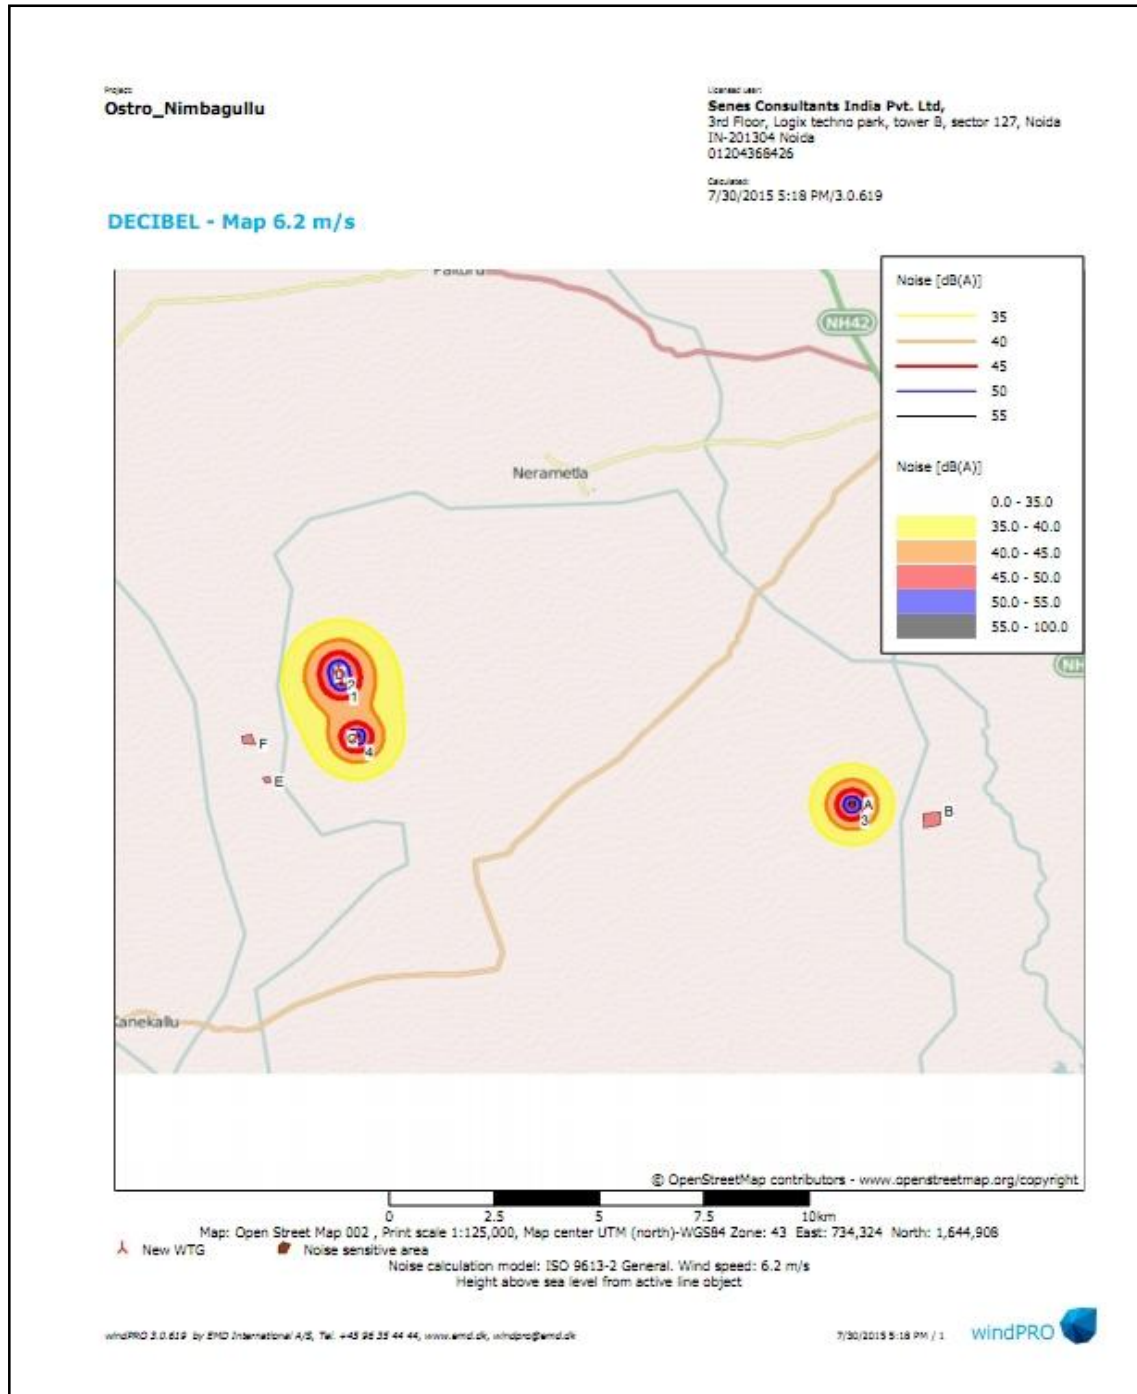 Project:
Ostro_Nimbagullu
Licensed user:
Senes Consultants India Pvt. Ltd,
3rd Floor, Logix techno park, tower B, sector 127, Noida
IN-201304 Noida
01204368426
Calculated:
7/30/2015 5:18 PM/3.0.619
DECIBEL - Map 6.2 m/s
Noise [dB(A)]
35
40
45
50
55
Noise [dB(A)]
0.0 - 35.0
35.0 - 40.0
40.0 - 45.0
45.0 - 50.0
50.0 - 55.0
55.0 - 100.0
NH42
Nerametla
NH
D
2
1
C
4
F
E
A
3
B
Kanekallu
© OpenStreetMap contributors - www.openstreetmap.org/copyright
0 2.5 5 7.5 10km
Map: Open Street Map 002 , Print scale 1:125,000, Map center UTM (north)-WGS84 Zone: 43 East: 734,324 North: 1,644,908
New WTG Noise sensitive area
Noise calculation model: ISO 9613-2 General. Wind speed: 6.2 m/s
Height above sea level from active line object
windPRO 3.0.619 by EMD International A/S, Tel. +45 96 35 44 44, www.emd.dk, windpro@emd.dk
7/30/2015 5:18 PM / 1
windPRO